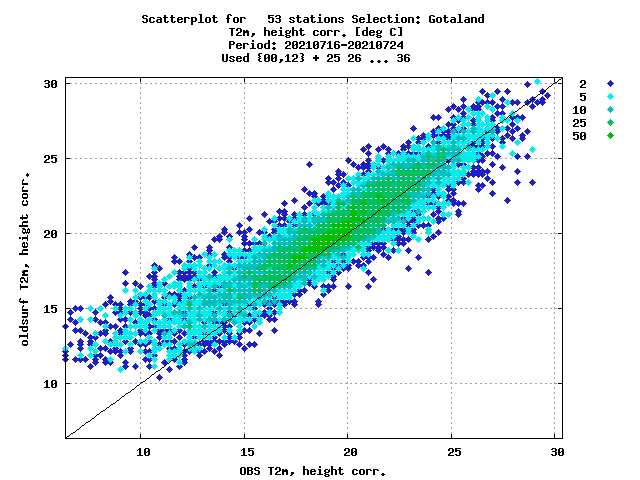 Scatterplot for   53 stations Selection: Gotaland
T2m, height corr. [deg C]
Period: 20210716-20210724
Used {00,12} + 25 26 ... 36
2
5
10
25
50
30
25
20
15
10
oldsurf T2m, height corr.
10 15 20 25 30
OBS T2m, height corr.